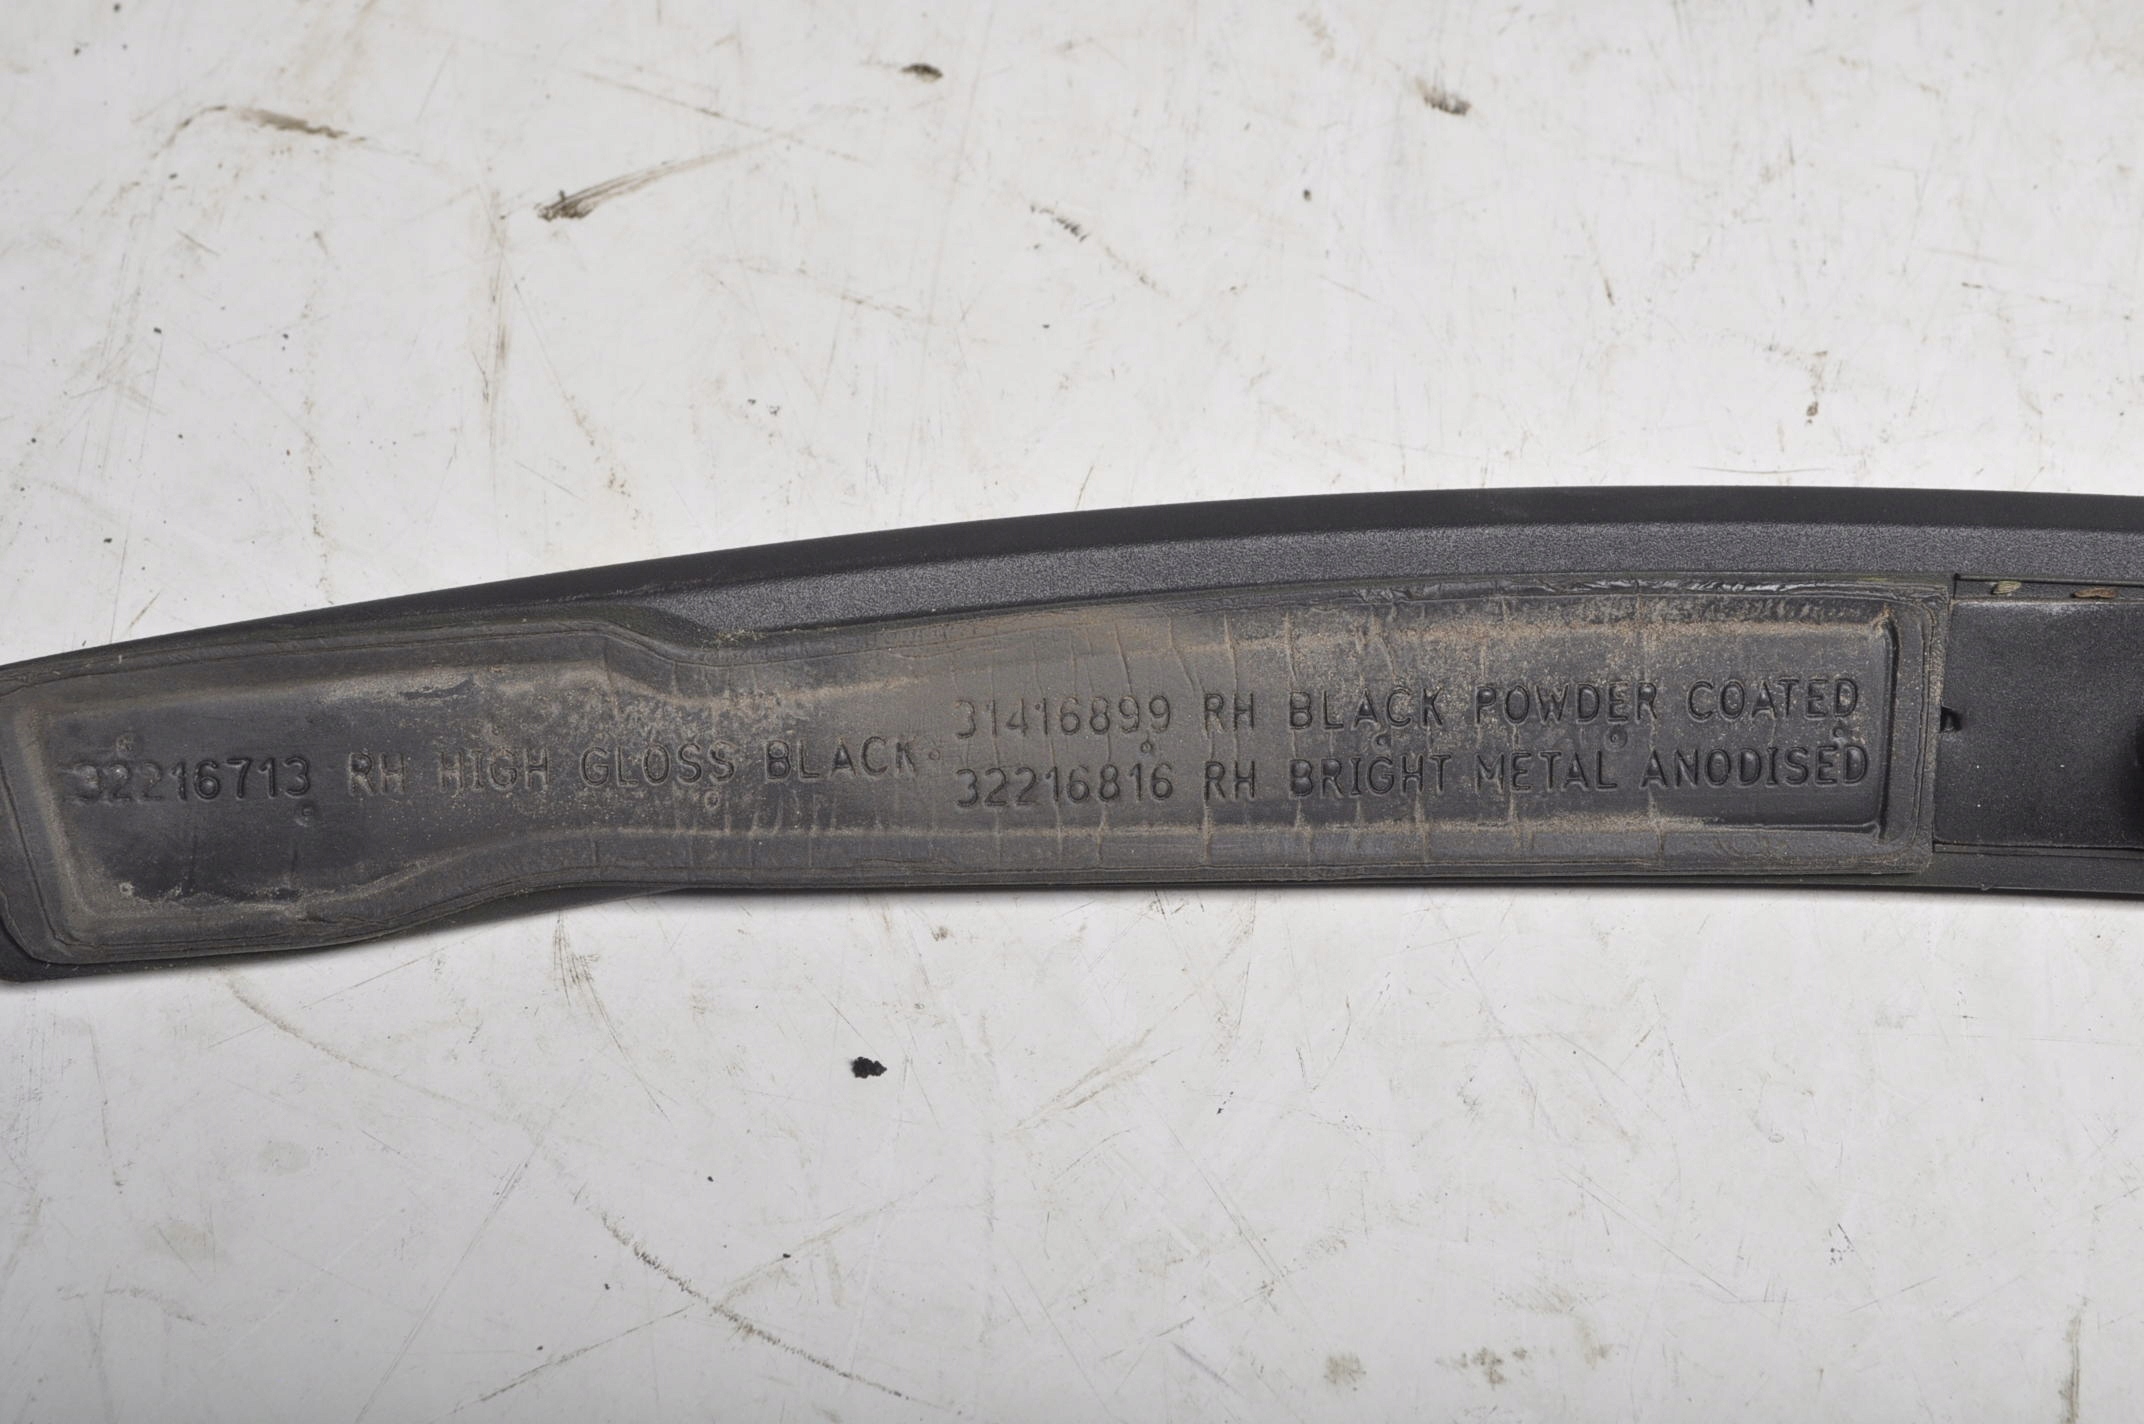 32216713 RH HIGH GLOSS BLACK
31416899 RH BLACK POWDER COATED
32216816 RH BRIGHT METAL ANODISED